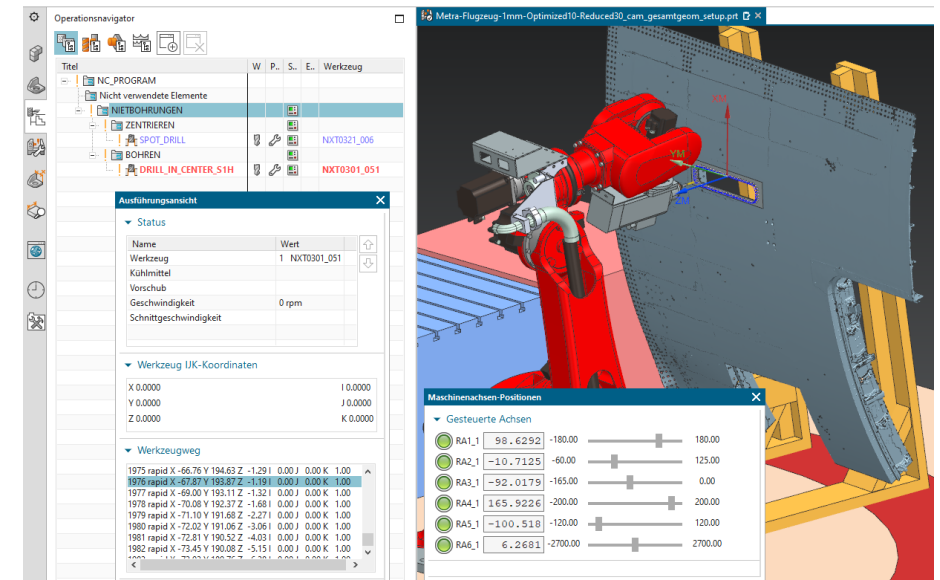 Operationsnavigator
Titel W P.. S.. E.. Werkzeug
NC_PROGRAM
Nicht verwendete Elemente
NIETBOHRUNGEN
ZENTRIEREN
SPOT_DRILL NXT0321_006
BOHREN
DRILL_IN_CENTER_S1H NXT0301_051
Ausführungsansicht
Status
Name Wert
Werkzeug 1 NXT0301_051
Kühlmittel
Vorschub
Geschwindigkeit 0 rpm
Schnittgeschwindigkeit
Werkzeug IJK-Koordinaten
X 0.0000 I 0.0000
Y 0.0000 J 0.0000
Z 0.0000 K 0.0000
Werkzeugweg
1975 rapid X -66.76 Y 194.63 Z -1.29 I 0.00 J 0.00 K 1.00
1976 rapid X -67.87 Y 193.87 Z -1.19 I 0.00 J 0.00 K 1.00
1977 rapid X -69.00 Y 193.11 Z -1.32 I 0.00 J 0.00 K 1.00
1978 rapid X -70.08 Y 192.37 Z -1.68 I 0.00 J 0.00 K 1.00
1979 rapid X -71.10 Y 191.68 Z -2.27 I 0.00 J 0.00 K 1.00
1980 rapid X -72.02 Y 191.06 Z -3.06 I 0.00 J 0.00 K 1.00
1981 rapid X -72.81 Y 190.52 Z -4.03 I 0.00 J 0.00 K 1.00
1982 rapid X -73.45 Y 190.08 Z -5.15 I 0.00 J 0.00 K 1.00
Metra-Flugzeug-1mm-Optimized10-Reduced30_cam_gesamtgeom_setup.prt
XM
YM
ZM
Maschinenachsen-Positionen
Gesteuerte Achsen
RA1_1 98.6292 -180.00 180.00
RA2_1 -10.7125 -60.00 125.00
RA3_1 -92.0179 -165.00 0.00
RA4_1 165.9226 -200.00 200.00
RA5_1 -100.518 -120.00 120.00
RA6_1 6.2681 -2700.00 2700.00